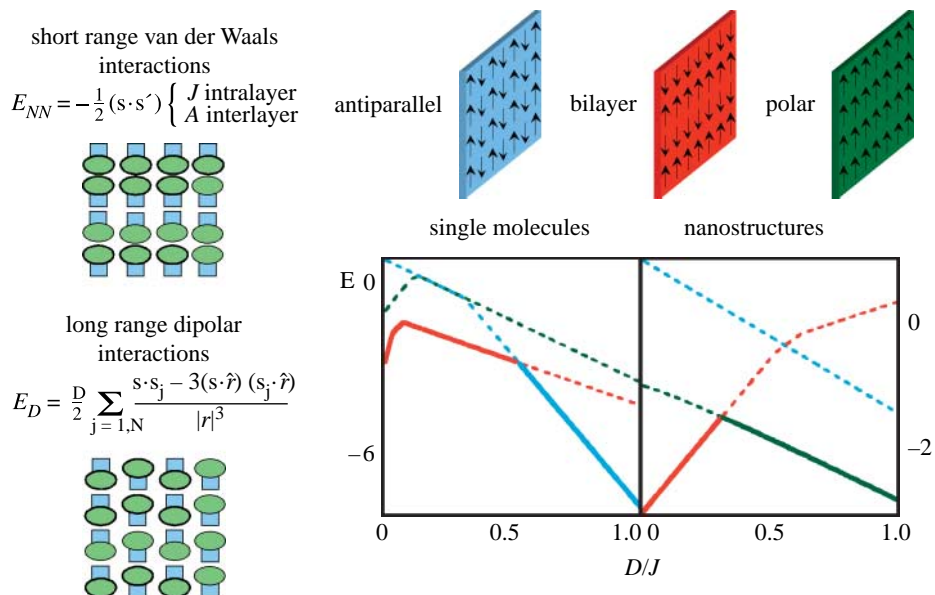 short range van der Waals
interactions
E_NN = − 1/2 (s·s´) { J intralayer
A interlayer
long range dipolar
interactions
E_D = D/2 ∑ j = 1,N s·s_j − 3(s·r̂) (s_j·r̂) / |r|^3
antiparallel
bilayer
polar
single molecules
nanostructures
E 0
−6
0
−2
0 0.5 1.0 0 0.5 1.0
D/J